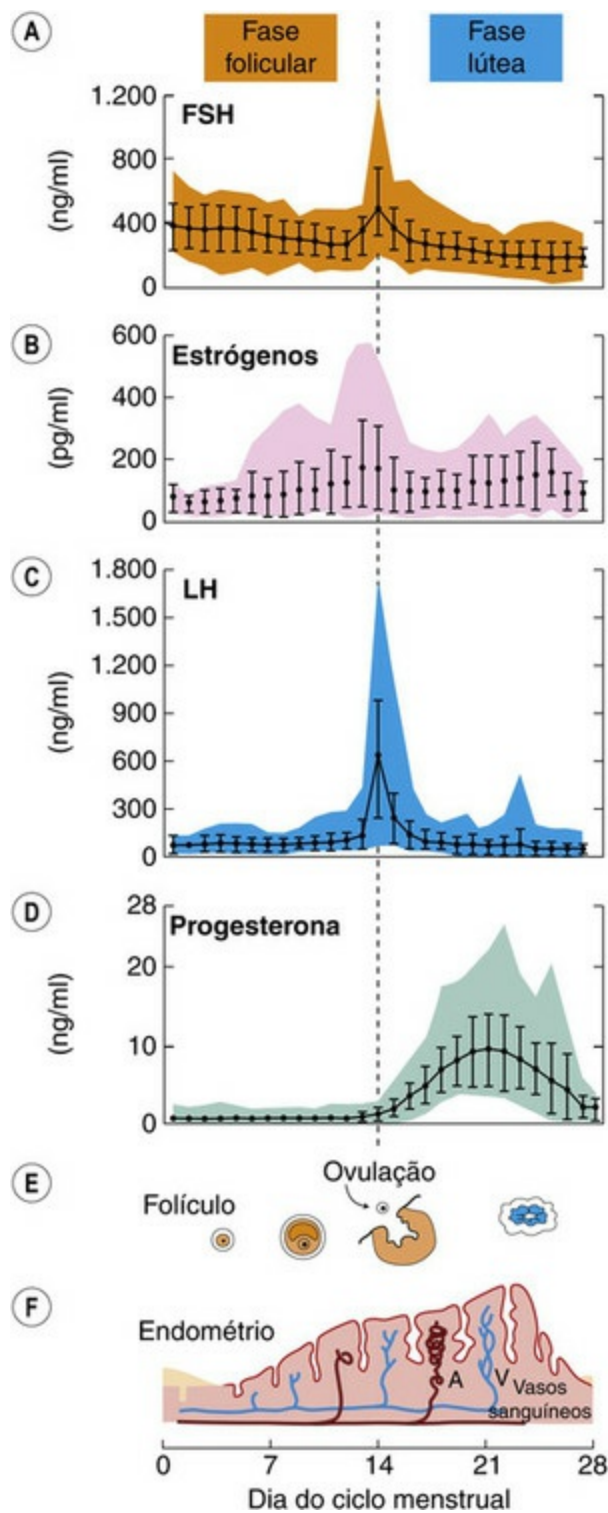 A
Fase
folicular
Fase
lútea
1.200
800
400
0
(ng/ml)
FSH
B
600
400
200
0
(pg/ml)
Estrógenos
C
1.800
1.500
1.200
900
600
300
0
(ng/ml)
LH
D
28
20
10
0
(ng/ml)
Progesterona
E
Folículo
Ovulação
F
Endométrio
A
V
Vasos
sanguíneos
0
7
14
21
28
Dia do ciclo menstrual